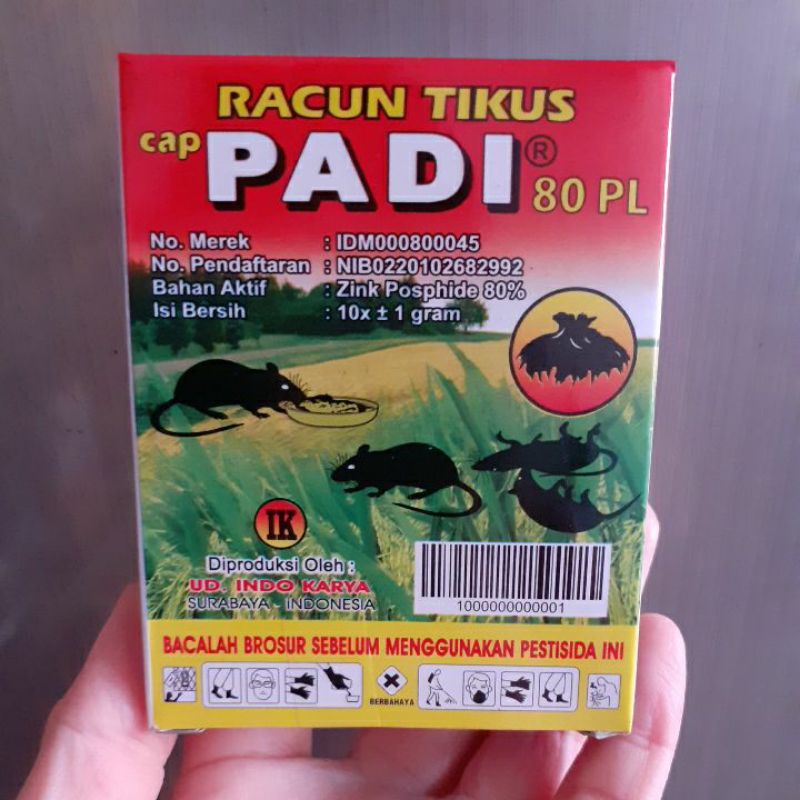 RACUN TIKUS
cap PADI® 80 PL
No. Merek : IDM000800045
No. Pendaftaran : NIB0220102682992
Bahan Aktif : Zink Posphide 80%
Isi Bersih : 10x ± 1 gram
IK
Diproduksi Oleh :
UD. INDO KARYA
SURABAYA - INDONESIA
1000000000001
BACALAH BROSUR SEBELUM MENGGUNAKAN PESTISIDA INI
BERBAHAYA